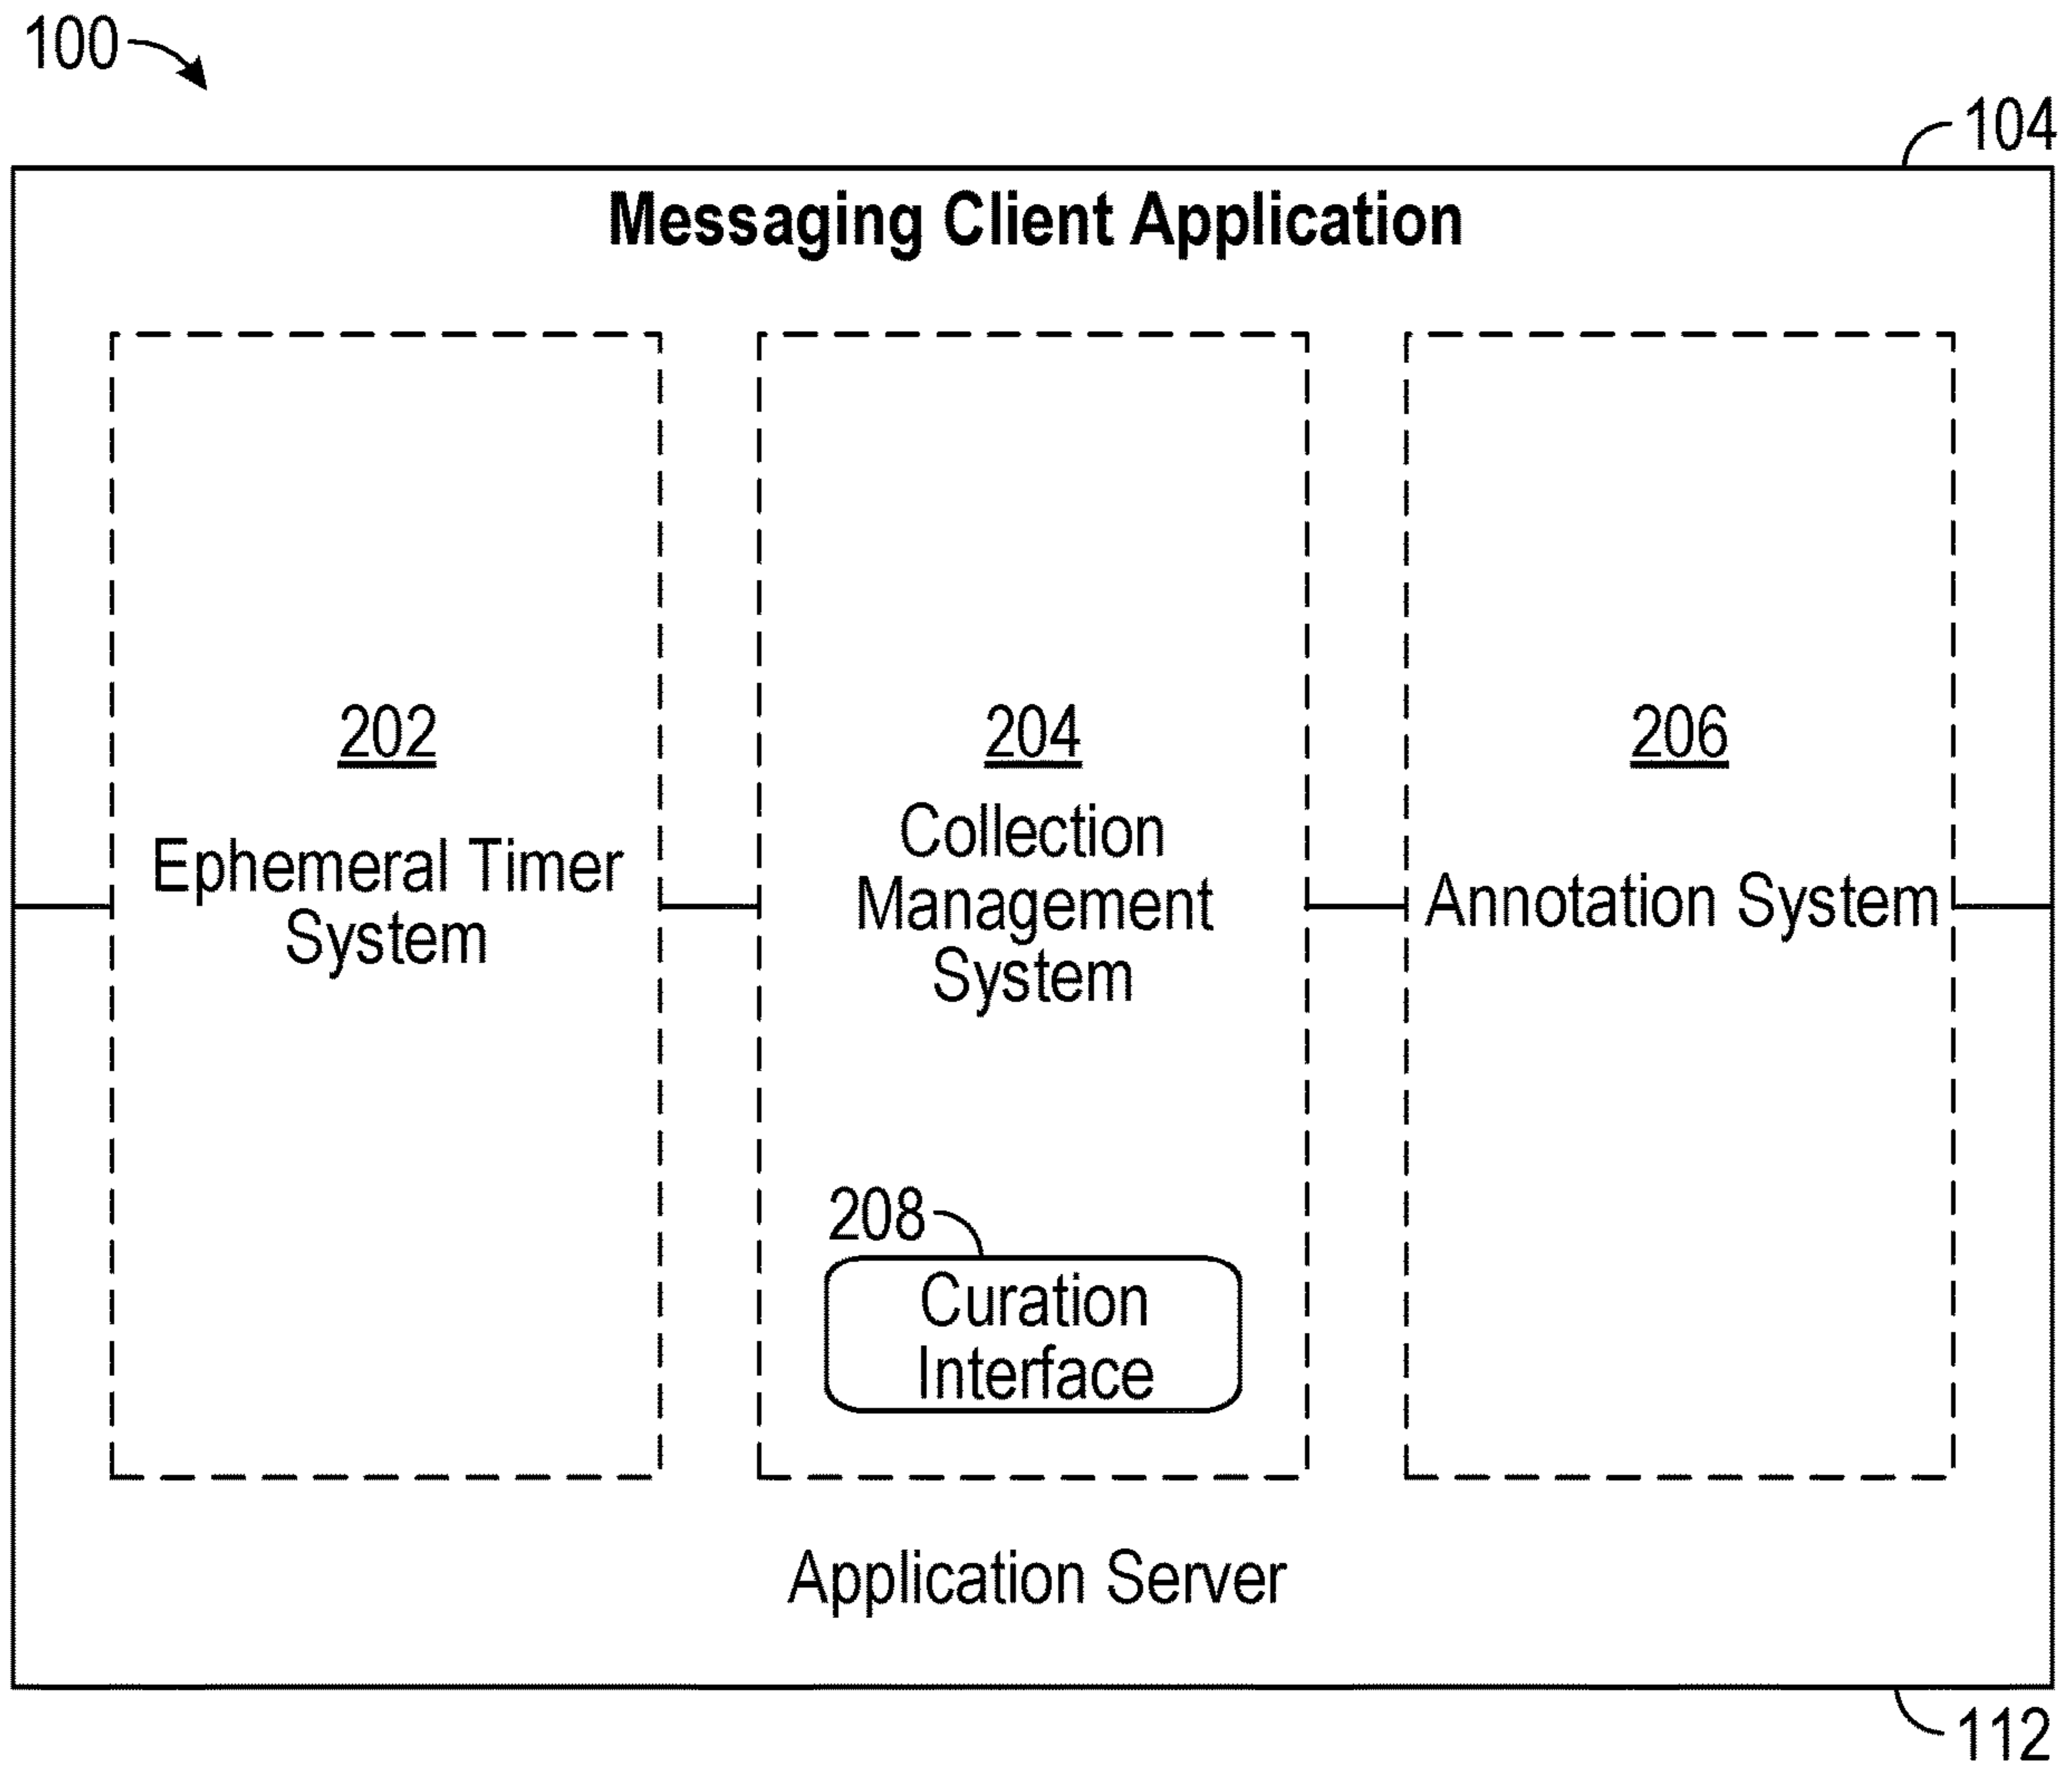 100
104
Messaging Client Application
202
Ephemeral Timer
System
204
Collection
Management
System
206
Annotation System
208
Curation
Interface
Application Server
112